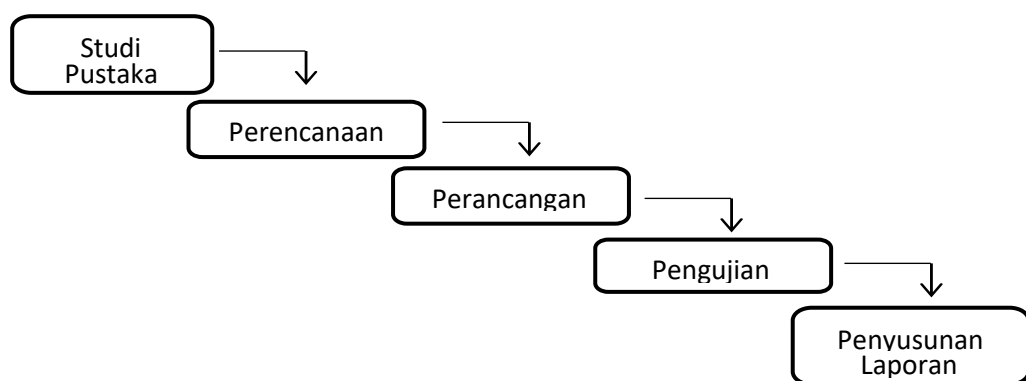 Studi
Pustaka
Perencanaan
Perancangan
Pengujian
Penyusunan
Laporan